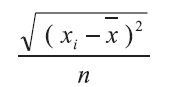 √(( xᵢ − x̄ )²)
n